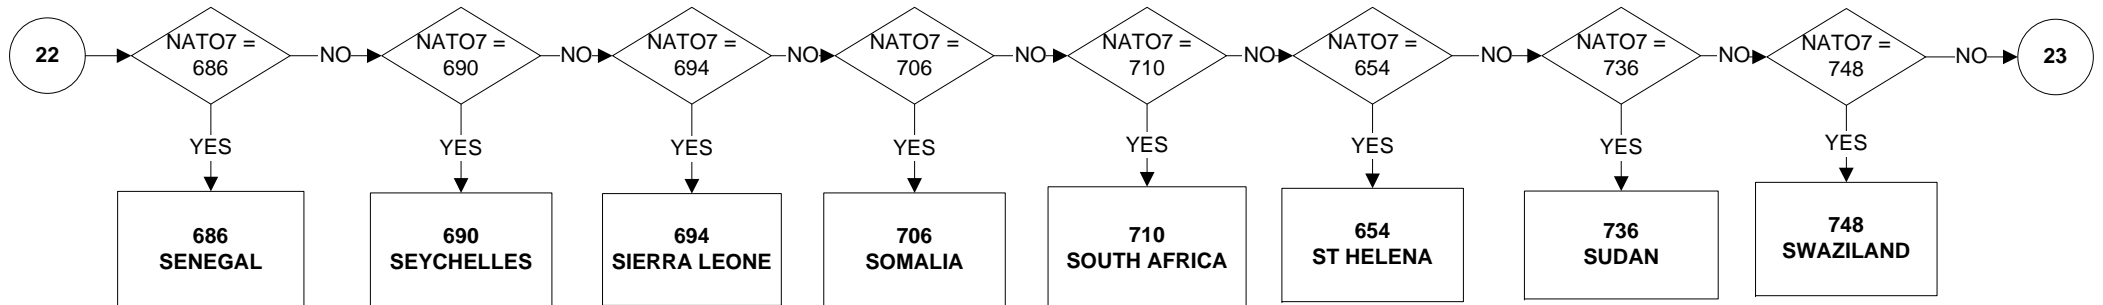 22
NATO7 =
686
NO
NATO7 =
690
NO
NATO7 =
694
NO
NATO7 =
706
NO
NATO7 =
710
NO
NATO7 =
654
NO
NATO7 =
736
NO
NATO7 =
748
NO
23
YES
YES
YES
YES
YES
YES
YES
YES
686
SENEGAL
690
SEYCHELLES
694
SIERRA LEONE
706
SOMALIA
710
SOUTH AFRICA
654
ST HELENA
736
SUDAN
748
SWAZILAND